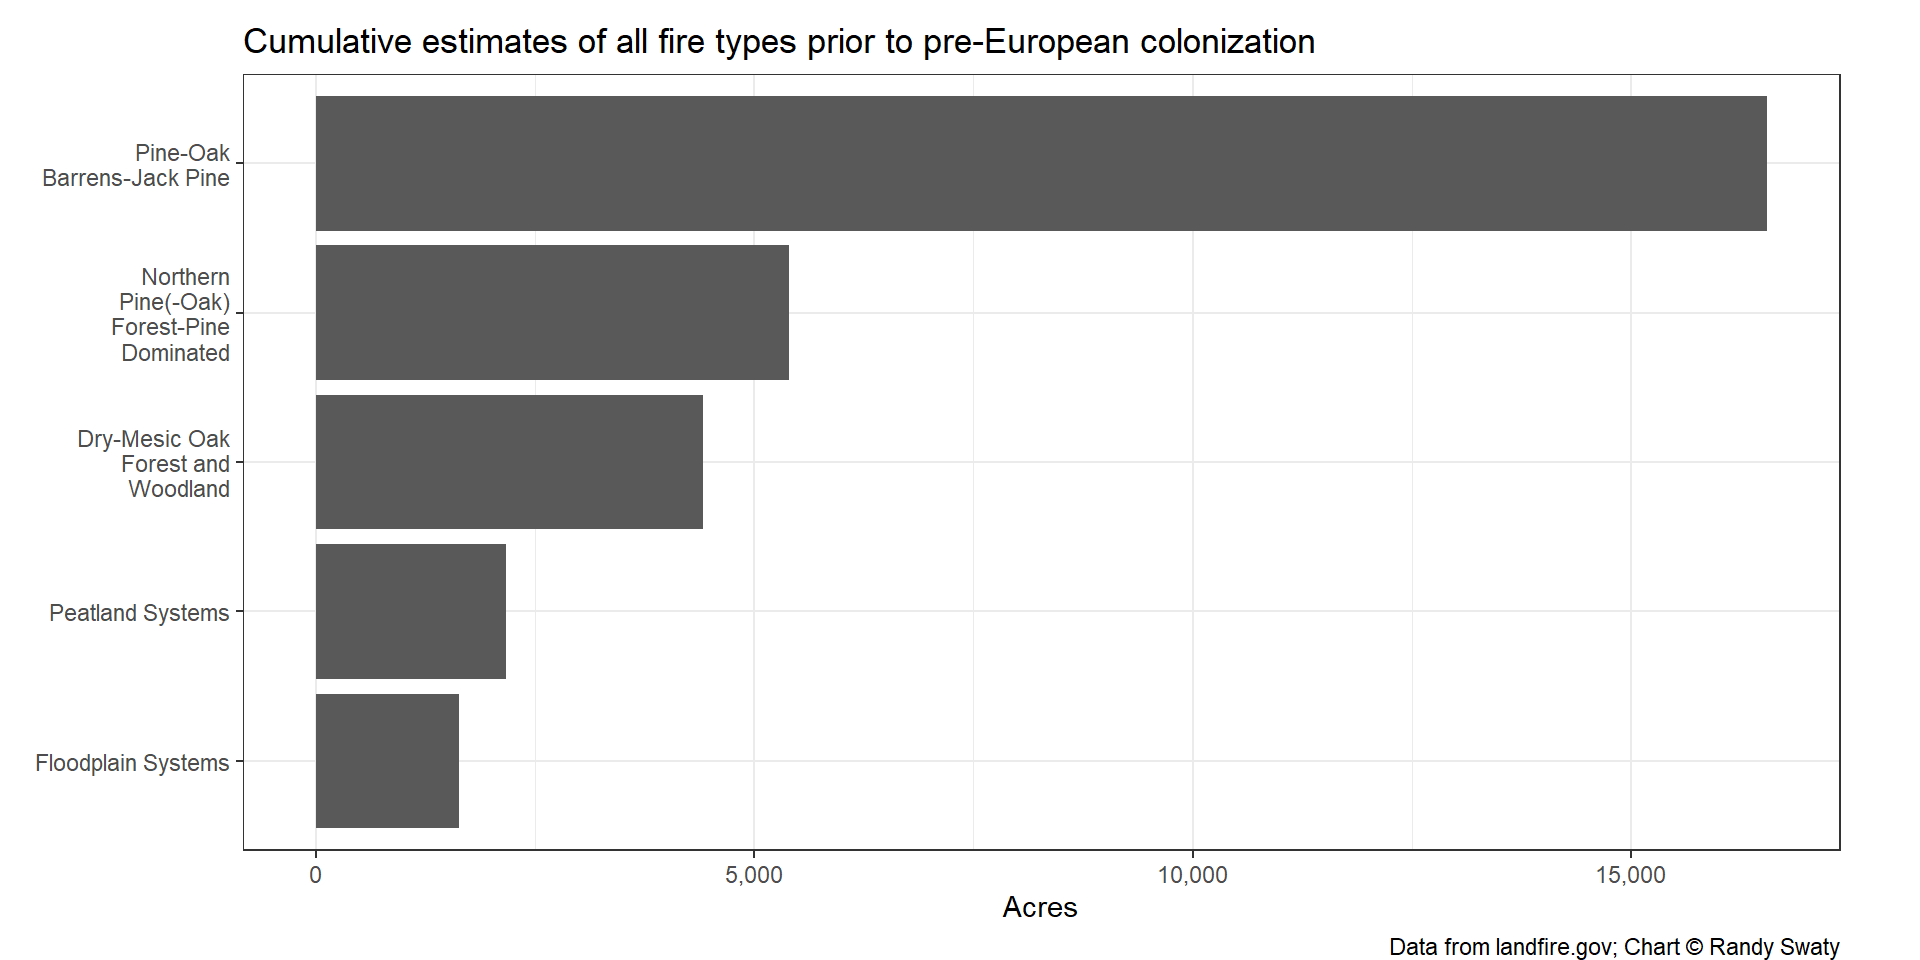 Cumulative estimates of all fire types prior to pre-European colonization
Pine-Oak
Barrens-Jack Pine
Northern
Pine(-Oak)
Forest-Pine
Dominated
Dry-Mesic Oak
Forest and
Woodland
Peatland Systems
Floodplain Systems
0 5,000 10,000 15,000
Acres
Data from landfire.gov; Chart © Randy Swaty